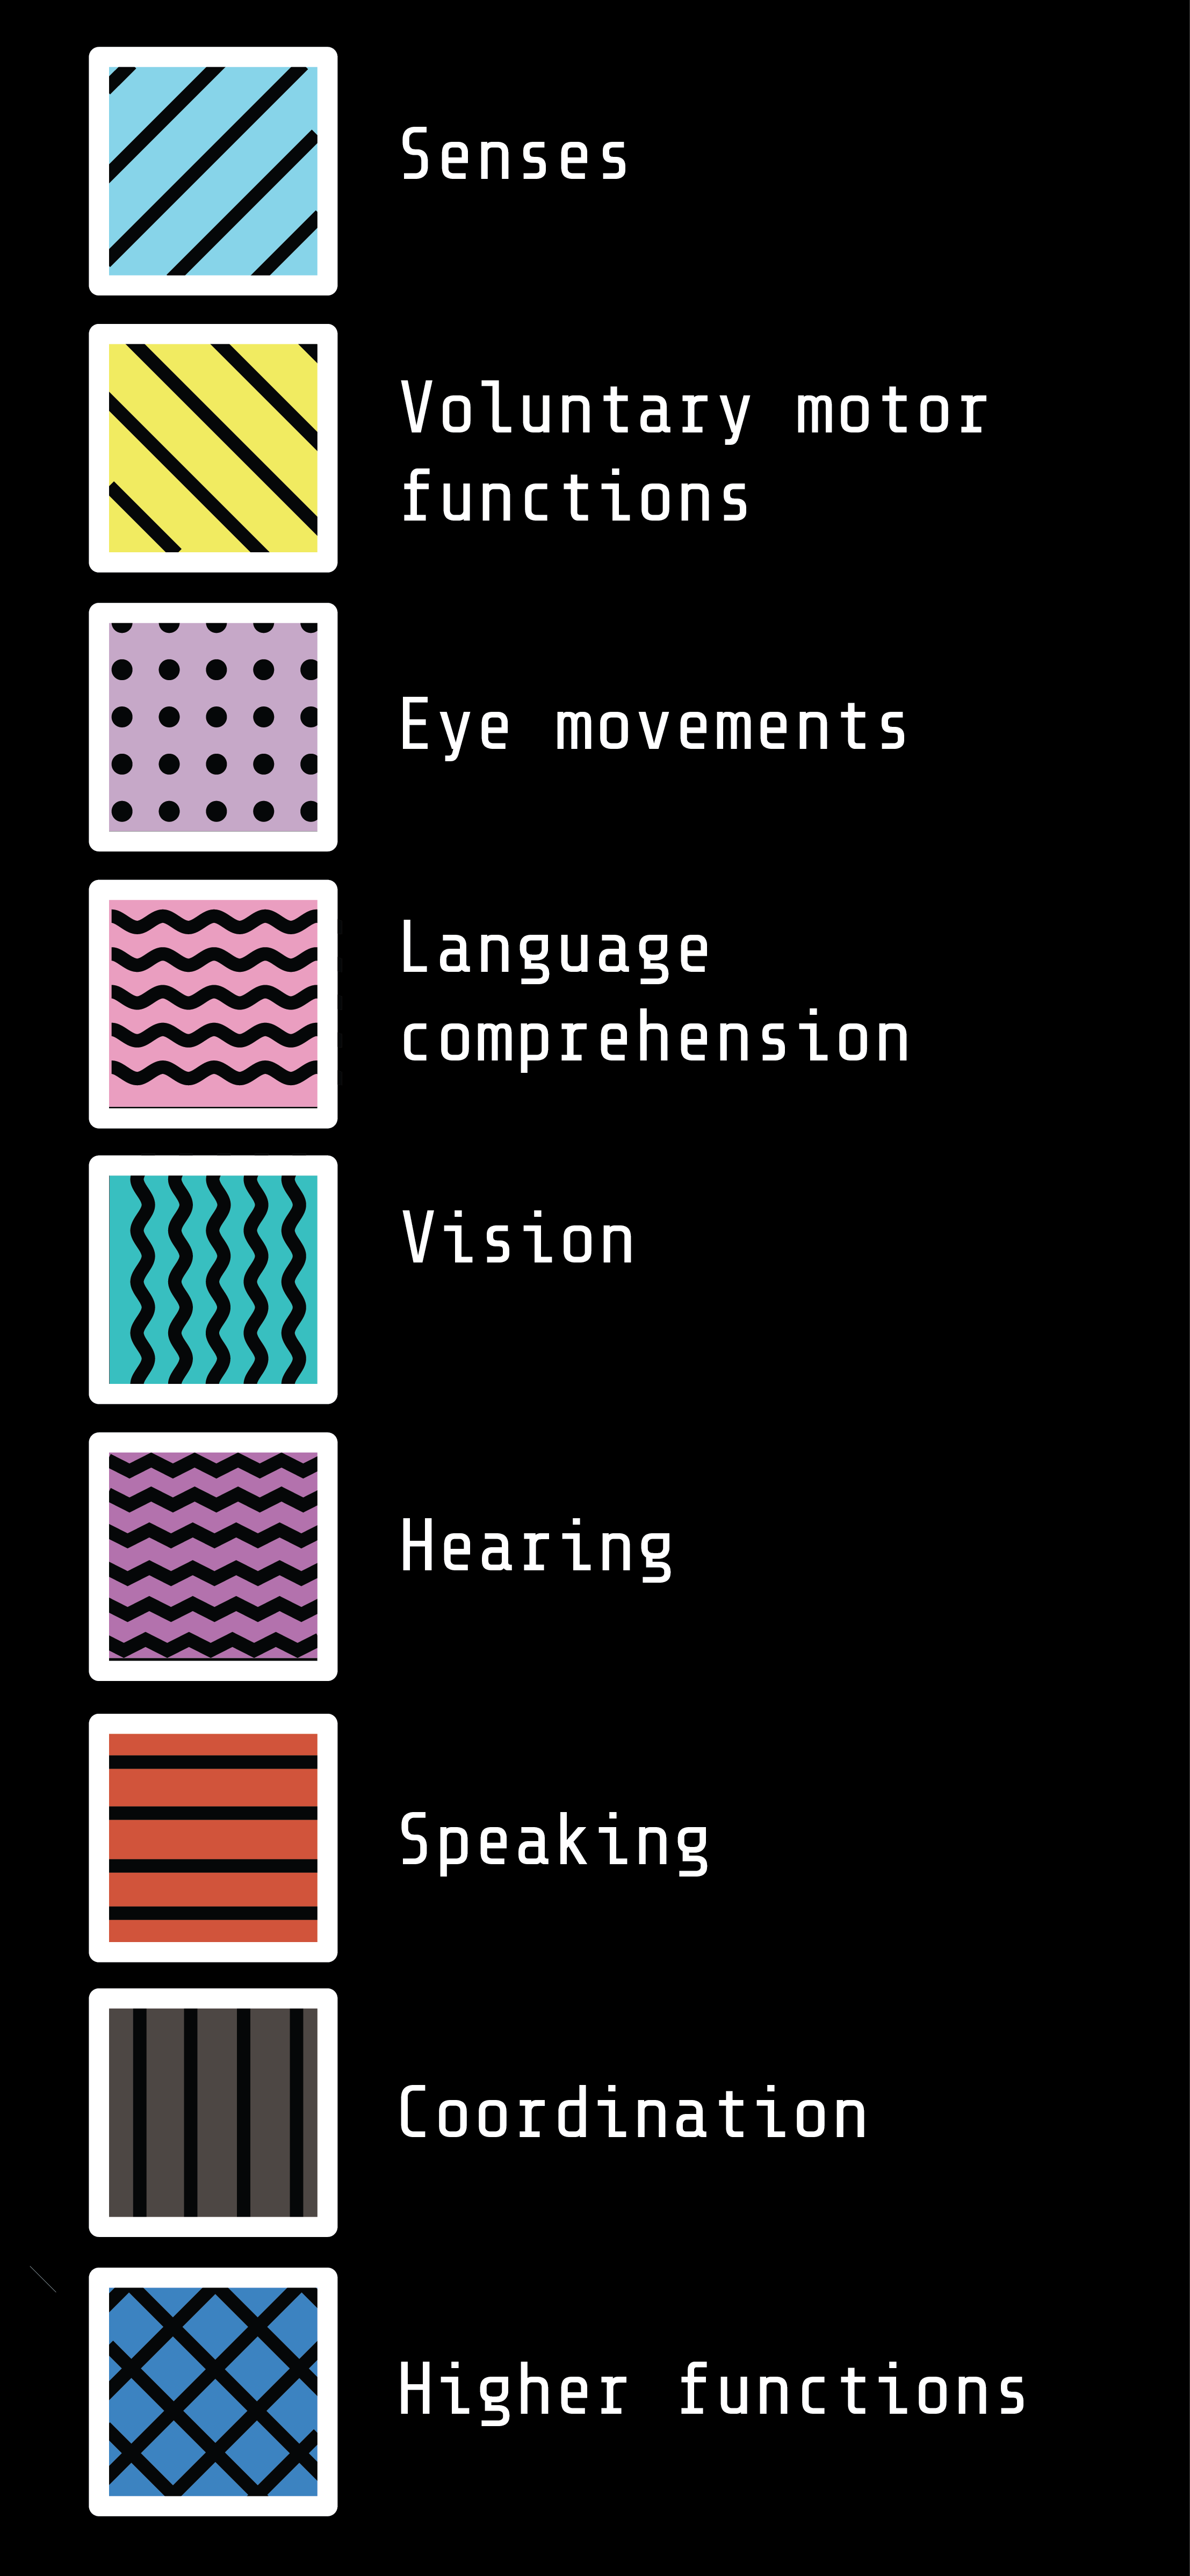 Senses
Voluntary motor
functions
Eye movements
Language
comprehension
Vision
Hearing
Speaking
Coordination
Higher functions